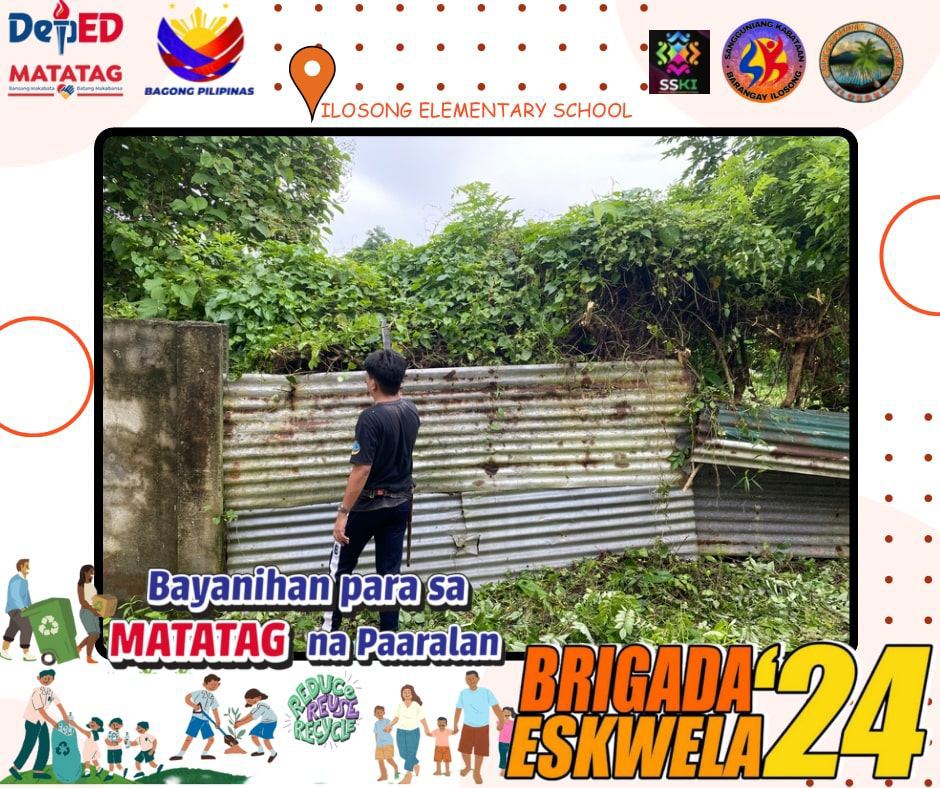 DepED
MATATAG
Bansang Makabata Batang Makabansa
BAGONG PILIPINAS
SSKI
SANGGUNIANG KABATAAN
BARANGAY ILOSONG
ILOSONG ELEMENTARY SCHOOL
Bayanihan para sa
MATATAG na Paaralan
REDUCE
REUSE
RECYCLE
BRIGADA
ESKWELA
'24